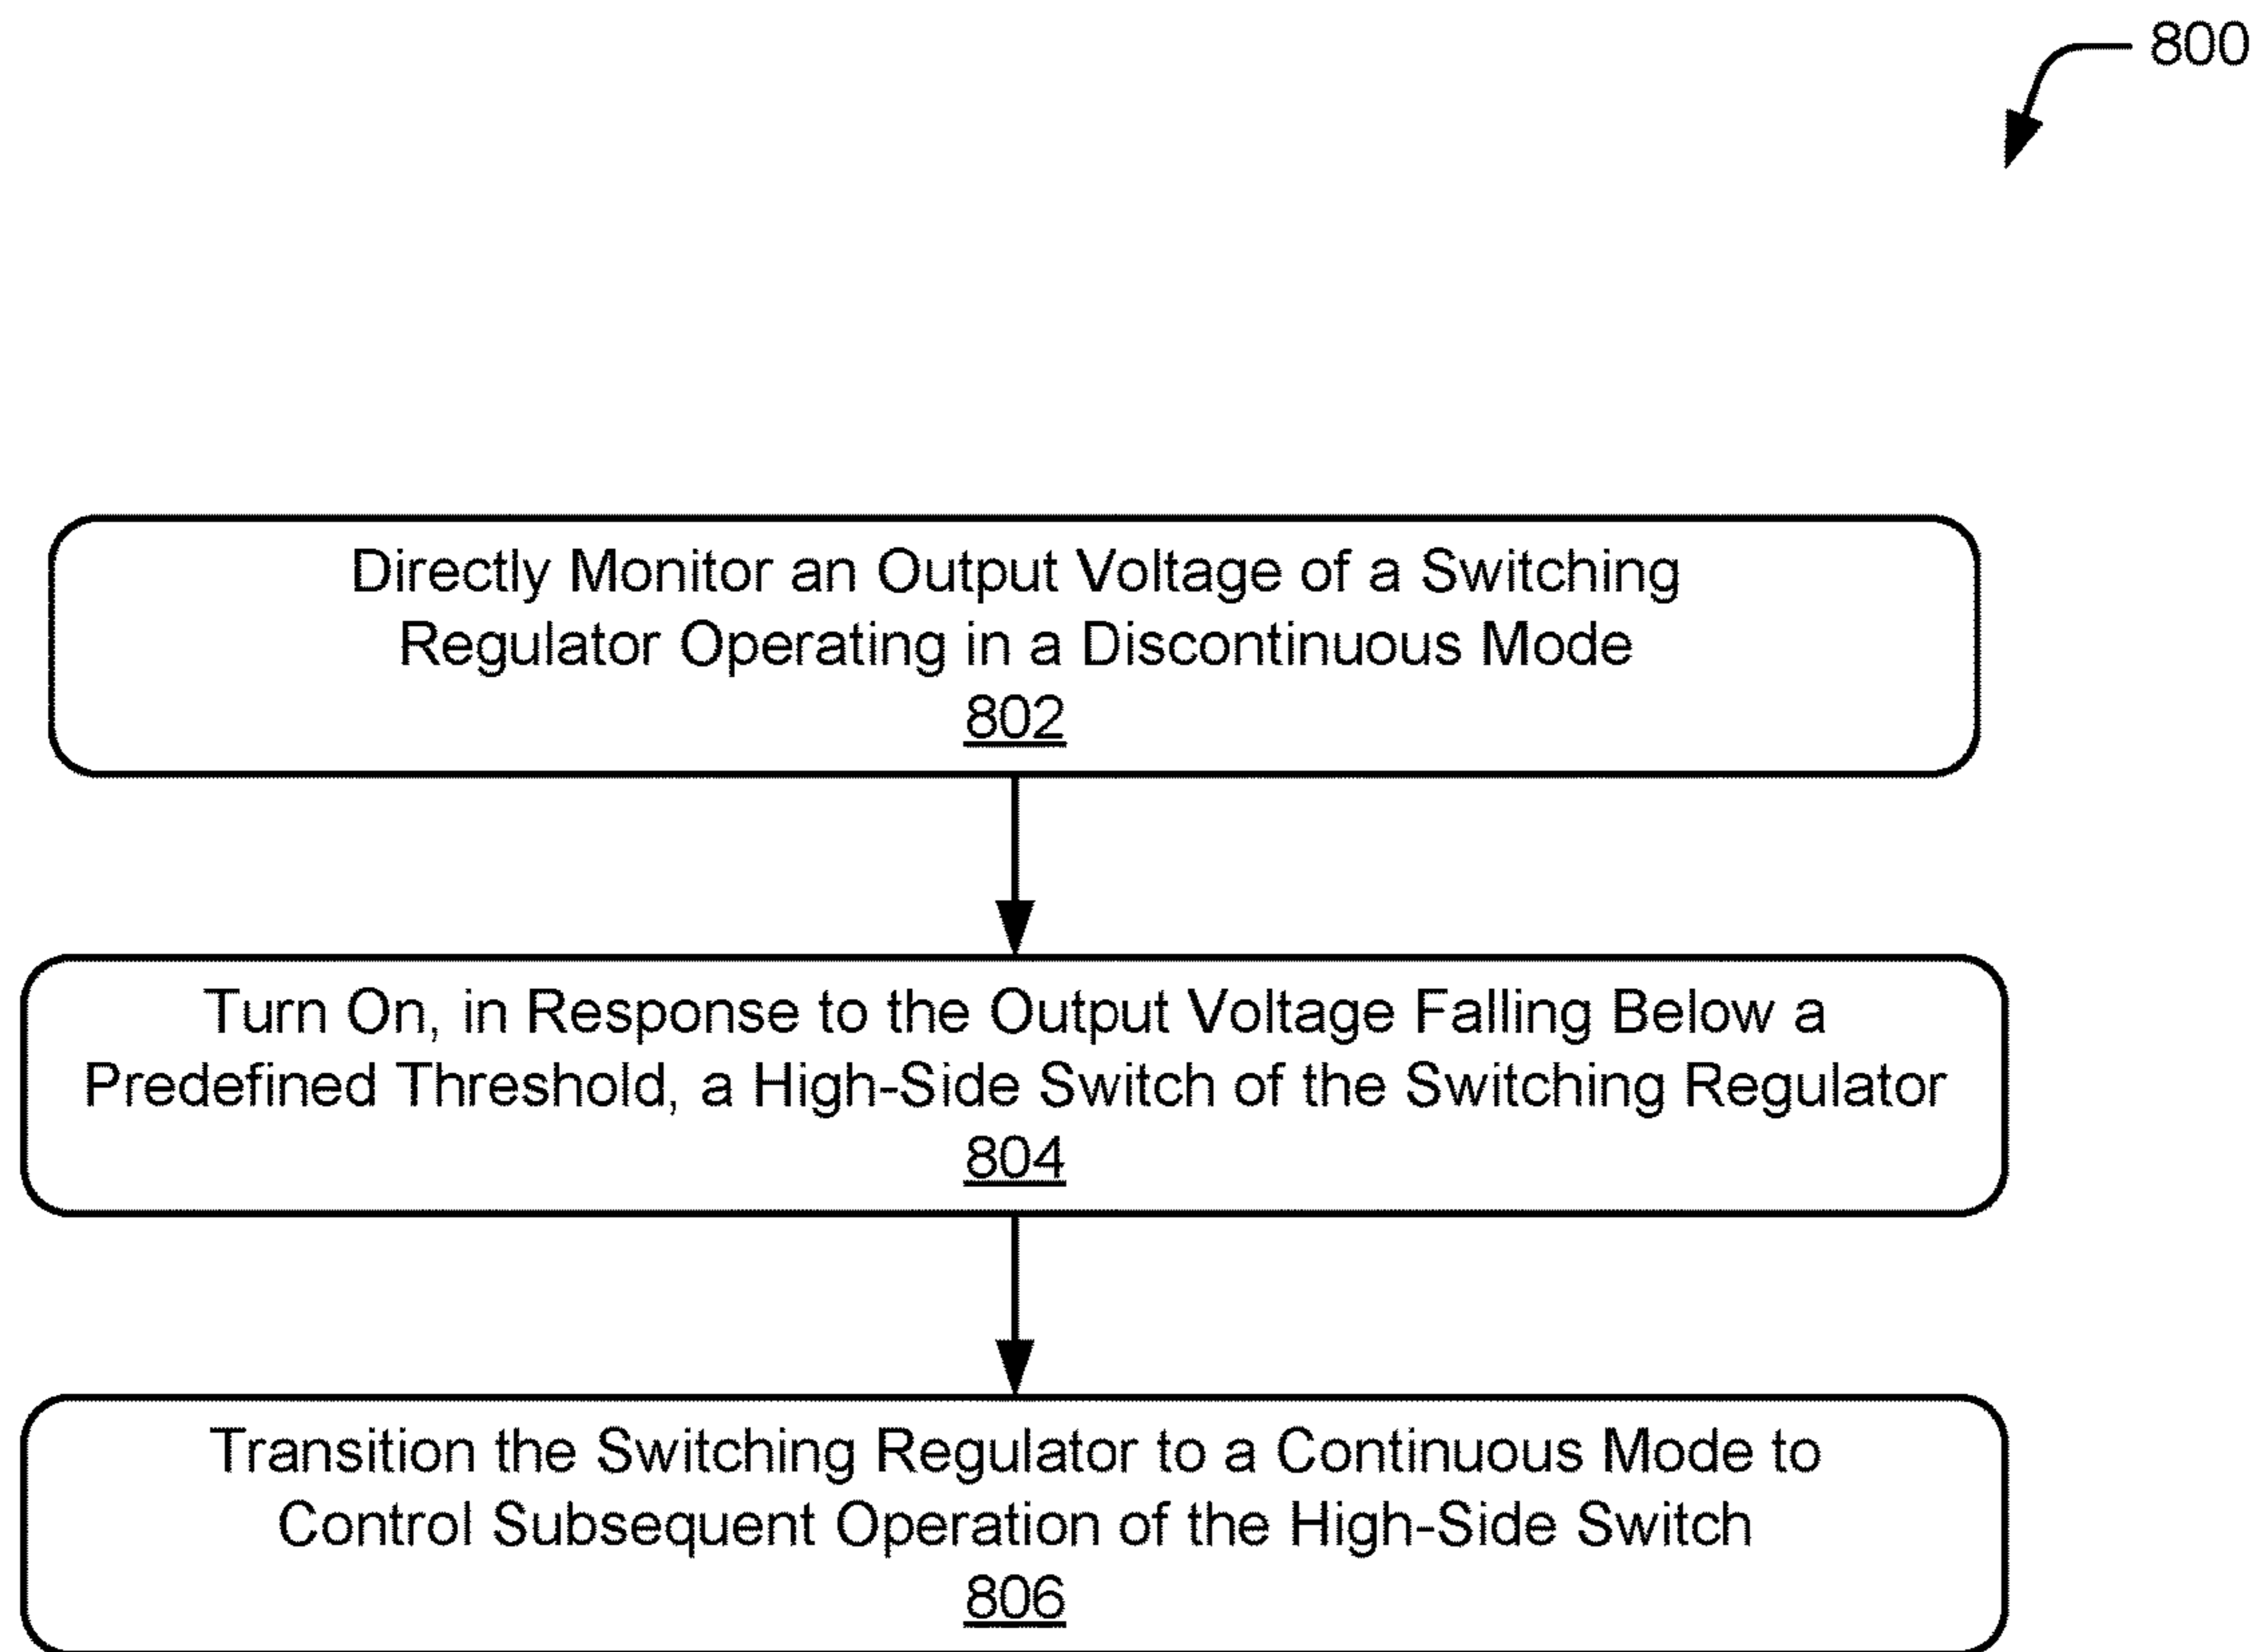 800
Directly Monitor an Output Voltage of a Switching
Regulator Operating in a Discontinuous Mode
802
Turn On, in Response to the Output Voltage Falling Below a
Predefined Threshold, a High-Side Switch of the Switching Regulator
804
Transition the Switching Regulator to a Continuous Mode to
Control Subsequent Operation of the High-Side Switch
806